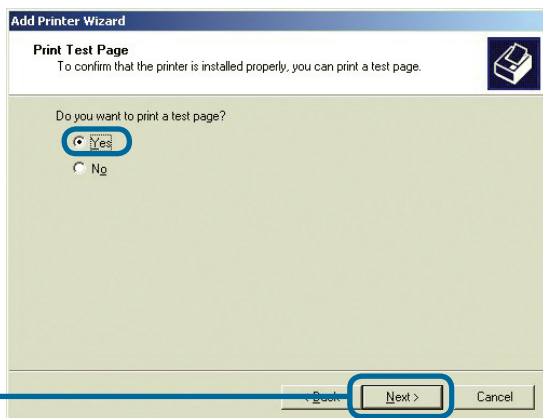 Add Printer Wizard
Print Test Page
To confirm that the printer is installed properly, you can print a test page.
Do you want to print a test page?
Yes
No
< Back Next > Cancel